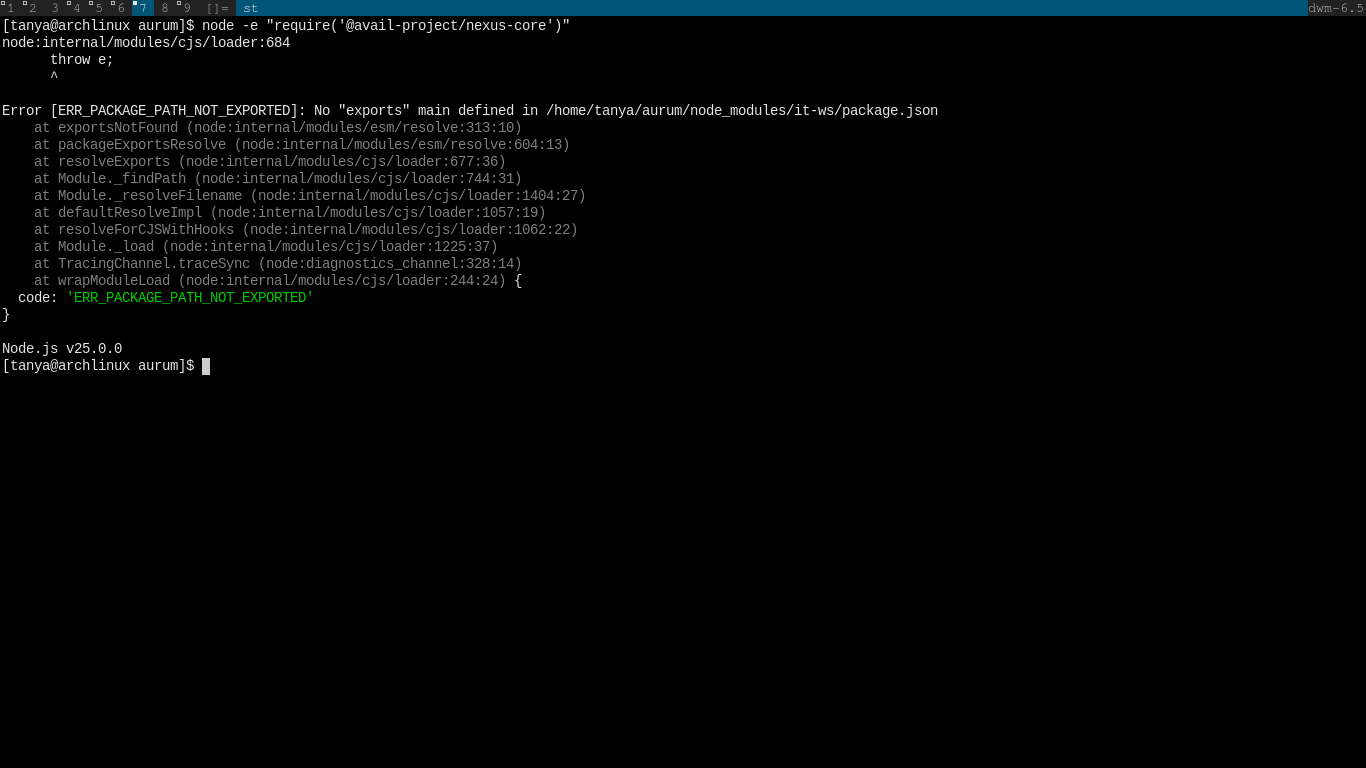 1 2 3 4 5 6 7 8 9 []= st dwm-6.5
[tanya@archlinux aurum]$ node -e "require('@avail-project/nexus-core')"
node:internal/modules/cjs/loader:684
      throw e;
      ^

Error [ERR_PACKAGE_PATH_NOT_EXPORTED]: No "exports" main defined in /home/tanya/aurum/node_modules/it-ws/package.json
    at exportsNotFound (node:internal/modules/esm/resolve:313:10)
    at packageExportsResolve (node:internal/modules/esm/resolve:604:13)
    at resolveExports (node:internal/modules/cjs/loader:677:36)
    at Module._findPath (node:internal/modules/cjs/loader:744:31)
    at Module._resolveFilename (node:internal/modules/cjs/loader:1404:27)
    at defaultResolveImpl (node:internal/modules/cjs/loader:1057:19)
    at resolveForCJSWithHooks (node:internal/modules/cjs/loader:1062:22)
    at Module._load (node:internal/modules/cjs/loader:1225:37)
    at TracingChannel.traceSync (node:diagnostics_channel:328:14)
    at wrapModuleLoad (node:internal/modules/cjs/loader:244:24) {
  code: 'ERR_PACKAGE_PATH_NOT_EXPORTED'
}

Node.js v25.0.0
[tanya@archlinux aurum]$